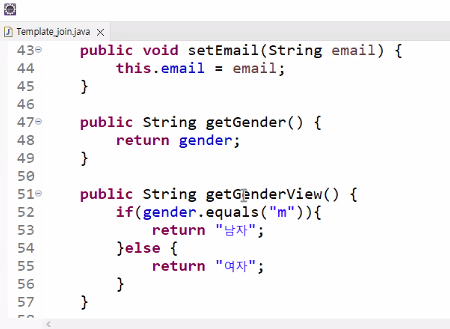 Template_join.java
43 public void setEmail(String email) {
44 this.email = email;
45 }
46
47 public String getGender() {
48 return gender;
49 }
50
51 public String getGenderView() {
52 if(gender.equals("m")){
53 return "남자";
54 }else {
55 return "여자";
56 }
57 }